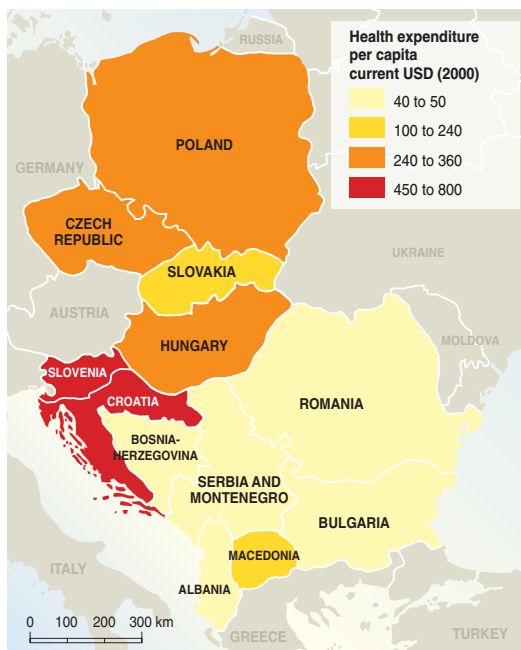 Health expenditure
per capita
current USD (2000)
40 to 50
100 to 240
240 to 360
450 to 800
RUSSIA
POLAND
GERMANY
CZECH
REPUBLIC
SLOVAKIA
UKRAINE
AUSTRIA
HUNGARY
MOLDOVA
SLOVENIA
CROATIA
ROMANIA
BOSNIA-
HERZEGOVINA
SERBIA AND
MONTENEGRO
BULGARIA
MACEDONIA
ITALY
ALBANIA
0 100 200 300 km
GREECE
TURKEY